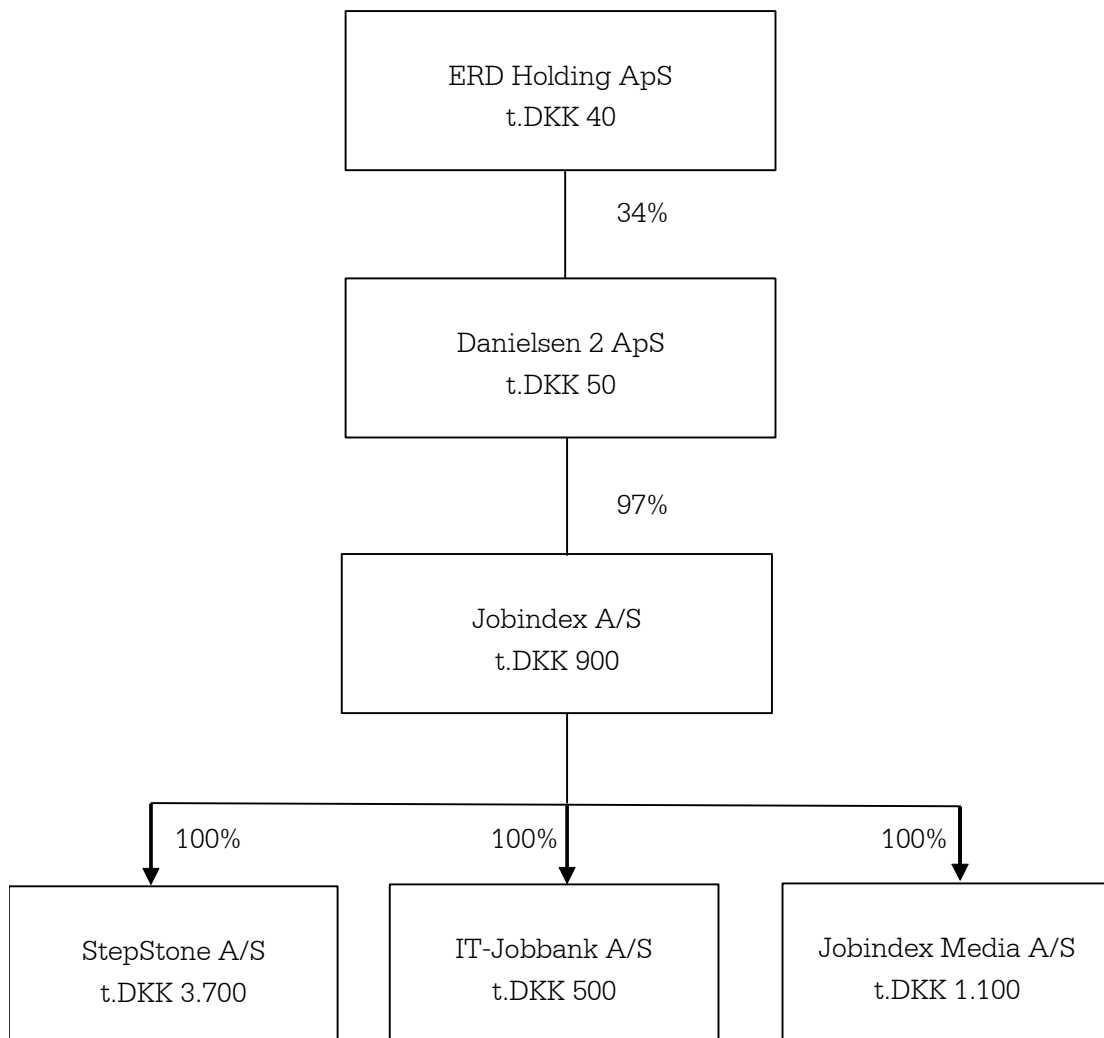 ERD Holding ApS
t.DKK 40
34%
Danielsen 2 ApS
t.DKK 50
97%
Jobindex A/S
t.DKK 900
100%
100%
100%
StepStone A/S
t.DKK 3.700
IT-Jobbank A/S
t.DKK 500
Jobindex Media A/S
t.DKK 1.100